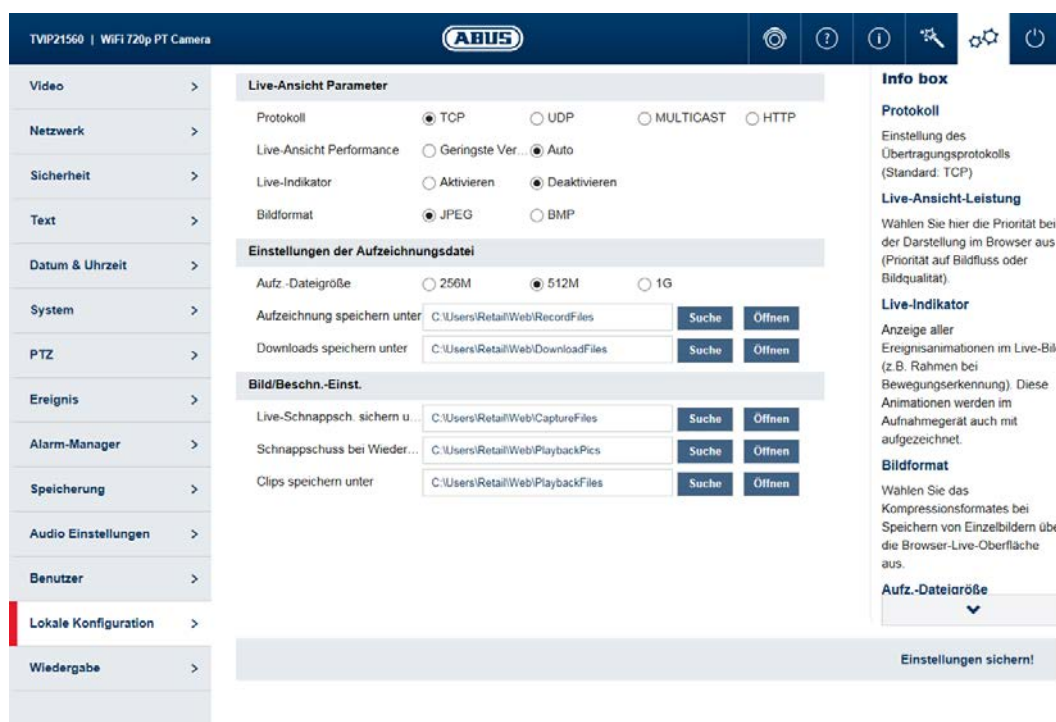 TVIP21560 | WiFi 720p PT Camera
ABUS
Video
Netzwerk
Sicherheit
Text
Datum & Uhrzeit
System
PTZ
Ereignis
Alarm-Manager
Speicherung
Audio Einstellungen
Benutzer
Lokale Konfiguration
Wiedergabe
Live-Ansicht Parameter
Protokoll TCP UDP MULTICAST HTTP
Live-Ansicht Performance Geringste Ver... Auto
Live-Indikator Aktivieren Deaktivieren
Bildformat JPEG BMP
Einstellungen der Aufzeichnungsdatei
Aufz.-Dateigröße 256M 512M 1G
Aufzeichnung speichern unter C:\Users\Retail\Web\RecordFiles Suche Öffnen
Downloads speichern unter C:\Users\Retail\Web\DownloadFiles Suche Öffnen
Bild/Beschn.-Einst.
Live-Schnappsch. sichern u... C:\Users\Retail\Web\CaptureFiles Suche Öffnen
Schnappschuss bei Wieder... C:\Users\Retail\Web\PlaybackPics Suche Öffnen
Clips speichern unter C:\Users\Retail\Web\PlaybackFiles Suche Öffnen
Info box
Protokoll
Einstellung des
Übertragungsprotokolls
(Standard: TCP)
Live-Ansicht-Leistung
Wählen Sie hier die Priorität bei
der Darstellung im Browser aus
(Priorität auf Bildfluss oder
Bildqualität).
Live-Indikator
Anzeige aller
Ereignisanimationen im Live-Bil
(z.B. Rahmen bei
Bewegungserkennung). Diese
Animationen werden im
Aufnahmegerät auch mit
aufgezeichnet.
Bildformat
Wählen Sie das
Kompressionsformates bei
Speichern von Einzelbildern übe
die Browser-Live-Oberfläche
aus.
Aufz.-Dateigröße
Einstellungen sichern!